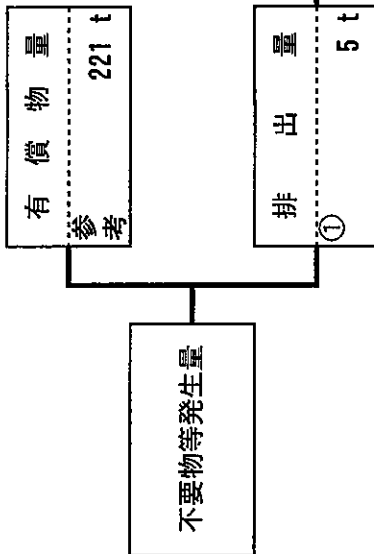 不要物等発生量
有償物量
参考
221 t
排出量
①
5 t